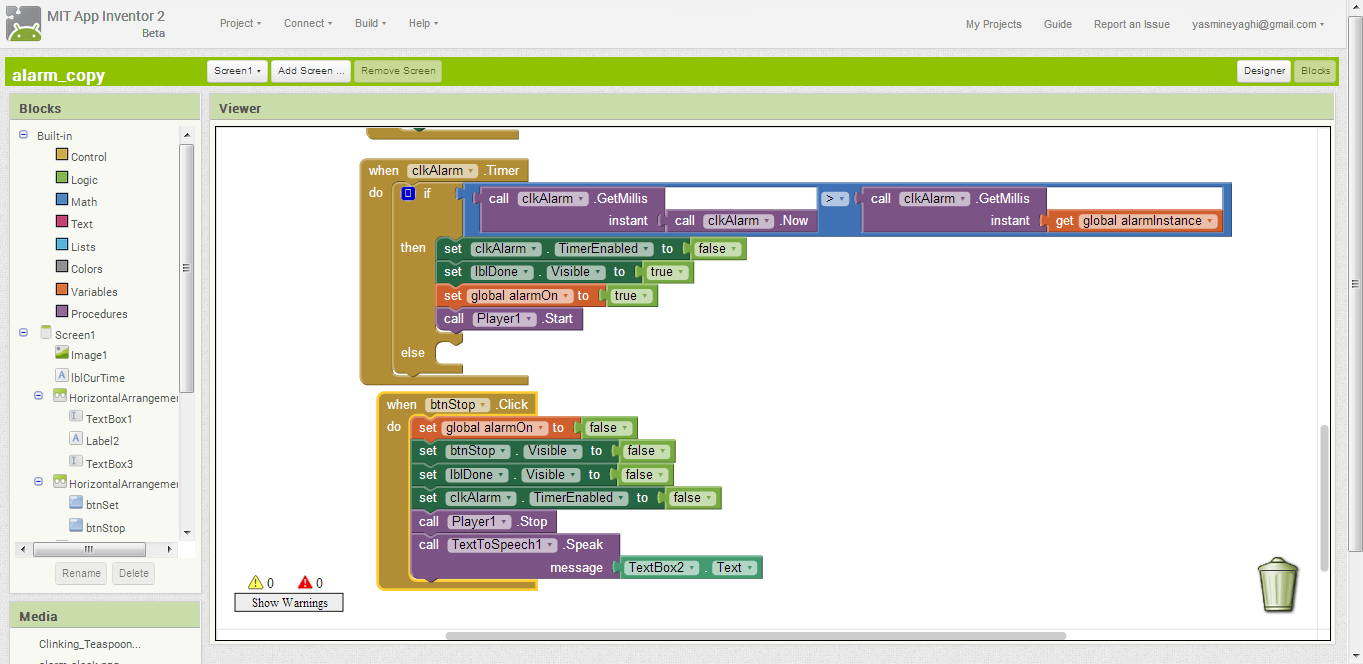 MIT App Inventor 2
Beta
Project Connect Build Help
My Projects Guide Report an Issue yasmineyaghi@gmail.com
alarm_copy
Screen1 Add Screen ... Remove Screen
Designer Blocks
Blocks
Built-in
Control
Logic
Math
Text
Lists
Colors
Variables
Procedures
Screen1
Image1
lblCurTime
HorizontalArrangemen
TextBox1
Label2
TextBox3
HorizontalArrangemen
btnSet
btnStop
Rename Delete
Media
Clinking_Teaspoon...
Viewer
when clkAlarm .Timer
do if call clkAlarm .GetMillis > call clkAlarm .GetMillis
instant call clkAlarm .Now instant get global alarmInstance
then set clkAlarm . TimerEnabled to false
set lblDone . Visible to true
set global alarmOn to true
call Player1 .Start
else
when btnStop .Click
do set global alarmOn to false
set btnStop . Visible to false
set lblDone . Visible to false
set clkAlarm . TimerEnabled to false
call Player1 .Stop
call TextToSpeech1 .Speak
message TextBox2 . Text
0 0
Show Warnings